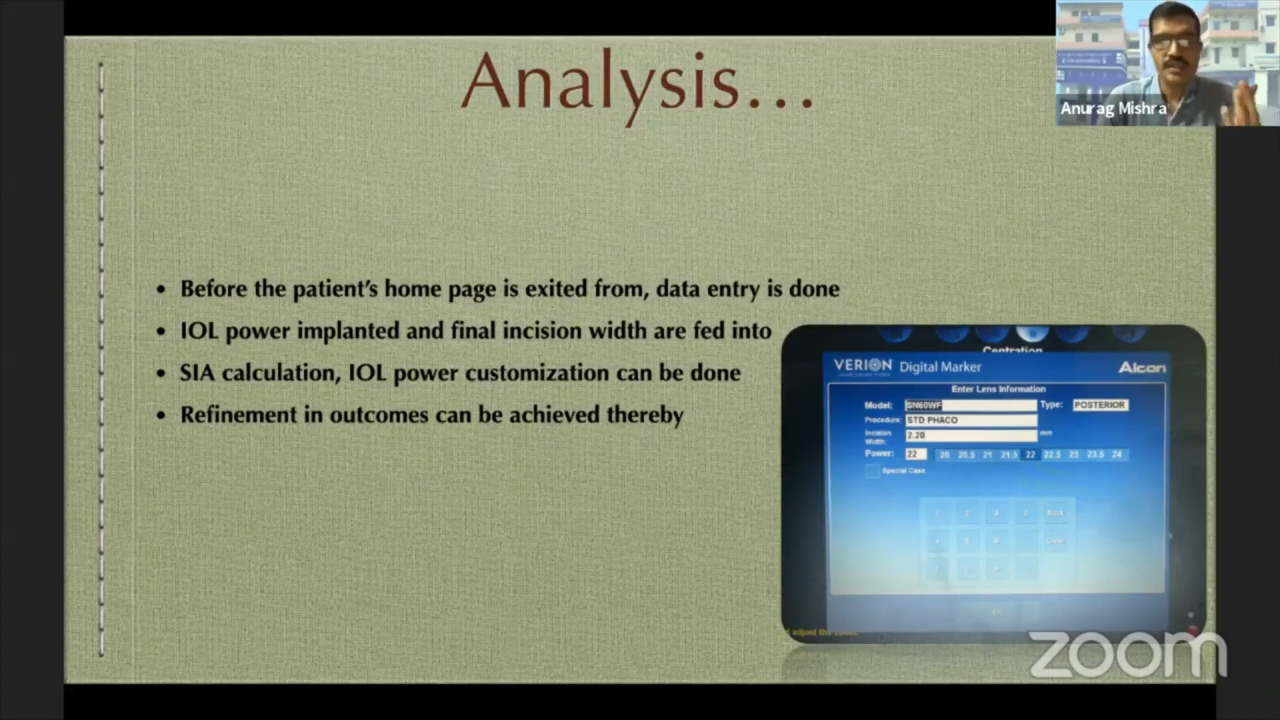 Analysis...
Anurag Mishra
• Before the patient's home page is exited from, data entry is done
• IOL power implanted and final incision width are fed into
• SIA calculation, IOL power customization can be done
• Refinement in outcomes can be achieved thereby
Centration
VERION Digital Marker Alcon
Enter Lens Information
Model: SN60WF Type: POSTERIOR
Procedure: STD PHACO
Incision Width: 2.20 mm
Power: 22 20 20.5 21 21.5 22 22.5 23 23.5 24
Special Case
adjust the
zoom